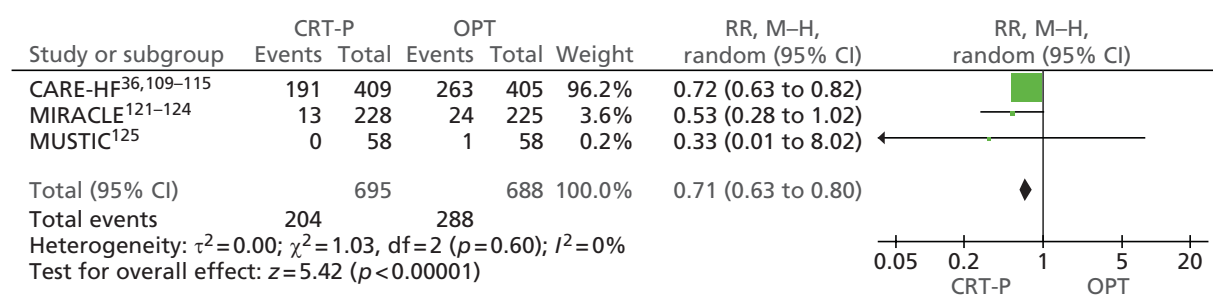 CRT-P OPT RR, M–H, RR, M–H,
Study or subgroup Events Total Events Total Weight random (95% CI) random (95% CI)
CARE-HF36,109–115 191 409 263 405 96.2% 0.72 (0.63 to 0.82)
MIRACLE121–124 13 228 24 225 3.6% 0.53 (0.28 to 1.02)
MUSTIC125 0 58 1 58 0.2% 0.33 (0.01 to 8.02)
Total (95% CI) 695 688 100.0% 0.71 (0.63 to 0.80)
Total events 204 288
Heterogeneity: τ2=0.00; χ2=1.03, df=2 (p=0.60); I2=0%
Test for overall effect: z=5.42 (p<0.00001)
0.05 0.2 1 5 20
CRT-P OPT